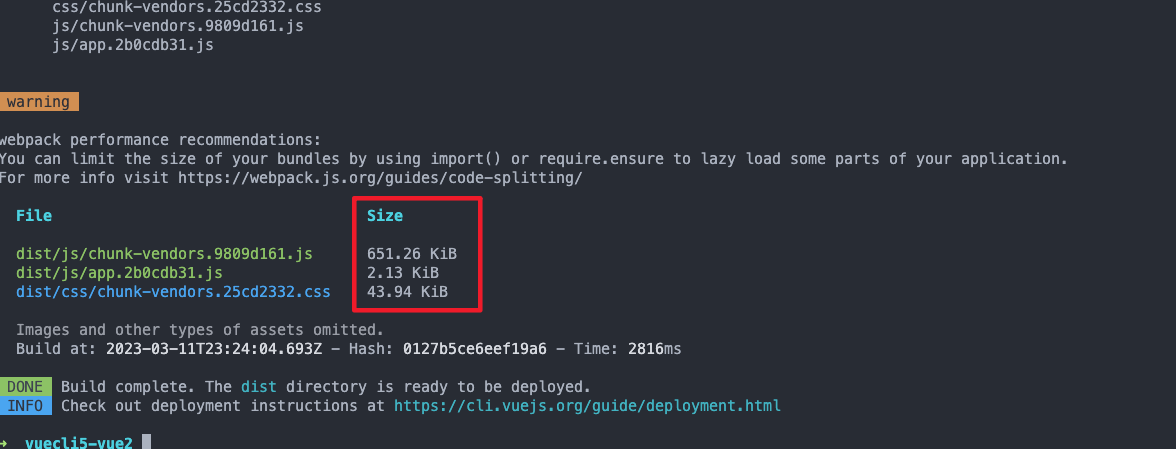 css/chunk-vendors.25cd2332.css
js/chunk-vendors.9809d161.js
js/app.2b0cdb31.js
warning
webpack performance recommendations:
You can limit the size of your bundles by using import() or require.ensure to lazy load some parts of your application.
For more info visit https://webpack.js.org/guides/code-splitting/
File Size
dist/js/chunk-vendors.9809d161.js 651.26 KiB
dist/js/app.2b0cdb31.js 2.13 KiB
dist/css/chunk-vendors.25cd2332.css 43.94 KiB
Images and other types of assets omitted.
Build at: 2023-03-11T23:24:04.693Z - Hash: 0127b5ce6eef19a6 - Time: 2816ms
DONE Build complete. The dist directory is ready to be deployed.
INFO Check out deployment instructions at https://cli.vuejs.org/guide/deployment.html
→ vuecli5-vue2